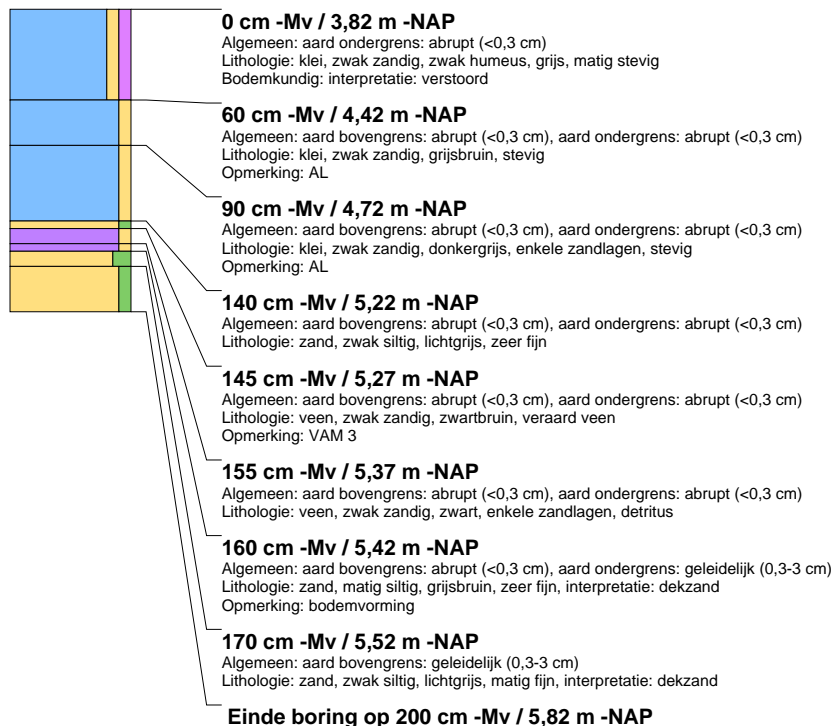 0 cm -Mv / 3,82 m -NAP
Algemeen: aard ondergrens: abrupt (<0,3 cm)
Lithologie: klei, zwak zandig, zwak humeus, grijs, matig stevig
Bodemkundig: interpretatie: verstoord
60 cm -Mv / 4,42 m -NAP
Algemeen: aard bovengrens: abrupt (<0,3 cm), aard ondergrens: abrupt (<0,3 cm)
Lithologie: klei, zwak zandig, grijsbruin, stevig
Opmerking: AL
90 cm -Mv / 4,72 m -NAP
Algemeen: aard bovengrens: abrupt (<0,3 cm), aard ondergrens: abrupt (<0,3 cm)
Lithologie: klei, zwak zandig, donkergrijs, enkele zandlagen, stevig
Opmerking: AL
140 cm -Mv / 5,22 m -NAP
Algemeen: aard bovengrens: abrupt (<0,3 cm), aard ondergrens: abrupt (<0,3 cm)
Lithologie: zand, zwak siltig, lichtgrijs, zeer fijn
145 cm -Mv / 5,27 m -NAP
Algemeen: aard bovengrens: abrupt (<0,3 cm), aard ondergrens: abrupt (<0,3 cm)
Lithologie: veen, zwak zandig, zwartbruin, veraard veen
Opmerking: VAM 3
155 cm -Mv / 5,37 m -NAP
Algemeen: aard bovengrens: abrupt (<0,3 cm), aard ondergrens: abrupt (<0,3 cm)
Lithologie: veen, zwak zandig, zwart, enkele zandlagen, detritus
160 cm -Mv / 5,42 m -NAP
Algemeen: aard bovengrens: abrupt (<0,3 cm), aard ondergrens: geleidelijk (0,3-3 cm)
Lithologie: zand, matig siltig, grijsbruin, zeer fijn, interpretatie: dekzand
Opmerking: bodemvorming
170 cm -Mv / 5,52 m -NAP
Algemeen: aard bovengrens: geleidelijk (0,3-3 cm)
Lithologie: zand, zwak siltig, lichtgrijs, matig fijn, interpretatie: dekzand
Einde boring op 200 cm -Mv / 5,82 m -NAP